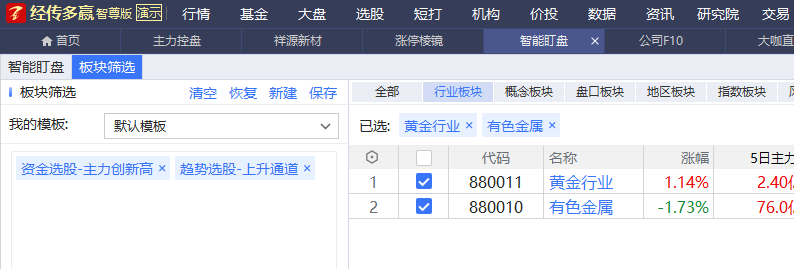 经传多赢 智尊版 演示 行情 基金 大盘 选股 短打 机构 价投 数据 资讯 研究院 交易
首页 主力控盘 祥源新材 涨停棱镜 智能盯盘 × 公司F10 大咖直
智能盯盘 板块筛选
板块筛选 清空 恢复 新建 保存
全部 行业板块 概念板块 盘口板块 地区板块 指数板块
我的模板: 默认模板
已选: 黄金行业 × 有色金属 ×
资金选股-主力创新高 × 趋势选股-上升通道 ×
代码 名称 涨幅 5日主力
1 880011 黄金行业 1.14% 2.40亿
2 880010 有色金属 -1.73% 76.0亿